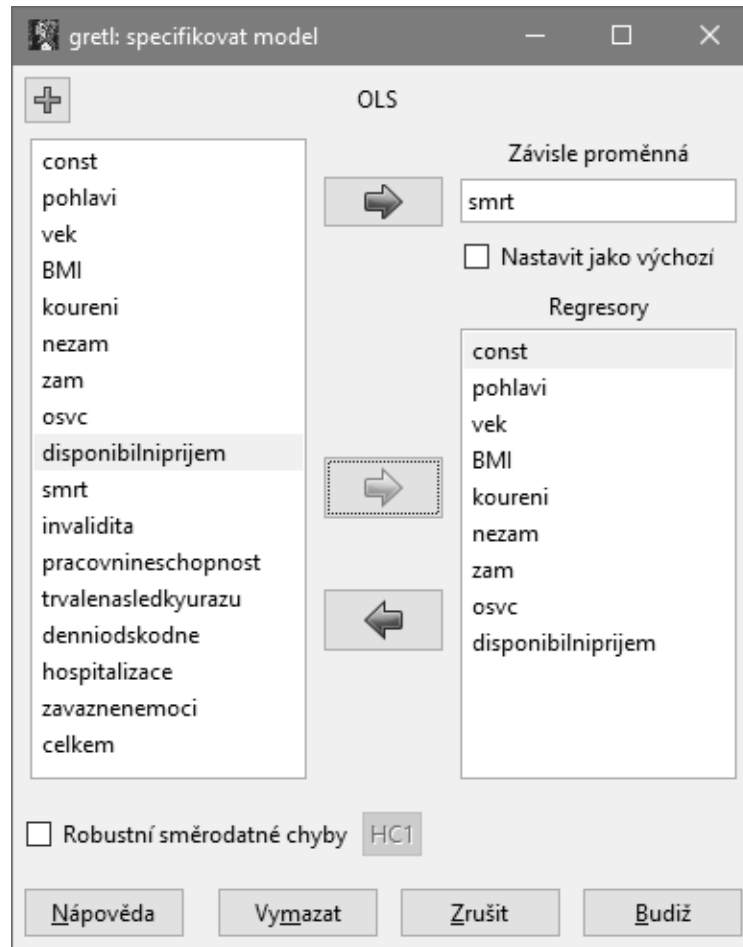 gretl: specifikovat model
OLS
const
pohlavi
vek
BMI
koureni
nezam
zam
osvc
disponibilniprijem
smrt
invalidita
pracovnineschopnost
trvalenasledkyurazu
denniodskodne
hospitalizace
zavaznenemoci
celkem
Závisle proměnná
smrt
Nastavit jako výchozí
Regresory
const
pohlavi
vek
BMI
koureni
nezam
zam
osvc
disponibilniprijem
Robustní směrodatné chyby HC1
Nápověda Vymazat Zrušit Budiž